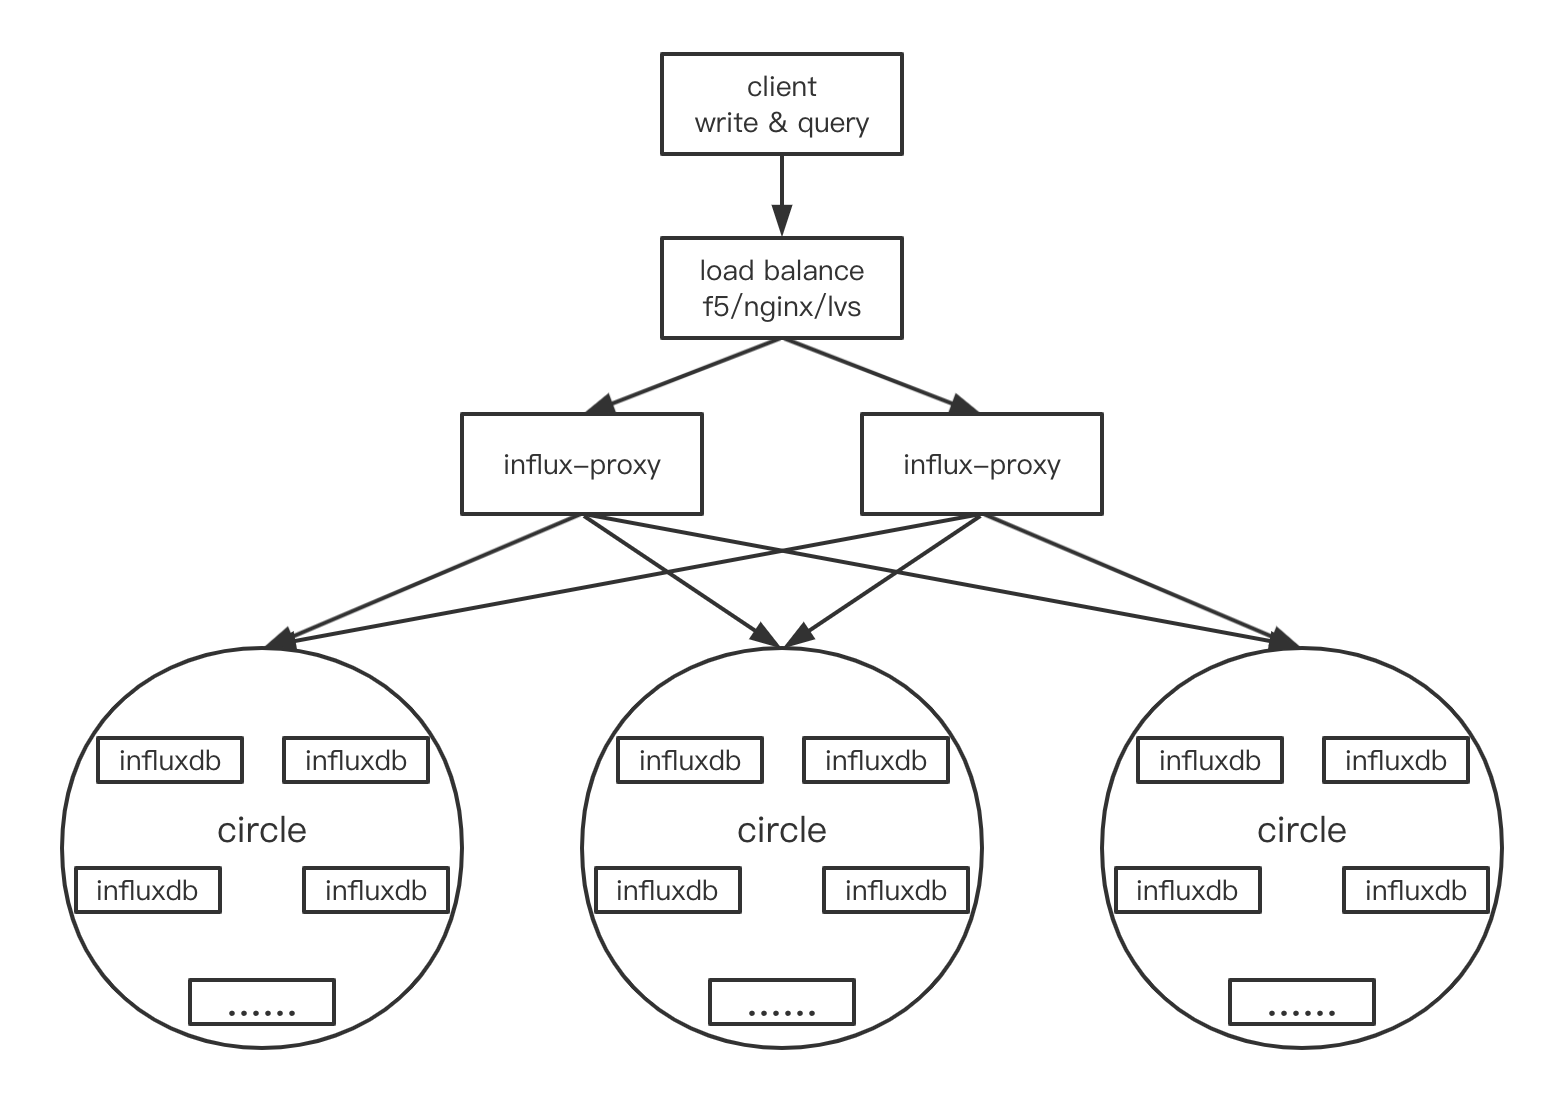 client
write & query
load balance
f5/nginx/lvs
influx-proxy
influx-proxy
influxdb
influxdb
circle
influxdb
influxdb
......
influxdb
influxdb
circle
influxdb
influxdb
......
influxdb
influxdb
circle
influxdb
influxdb
......